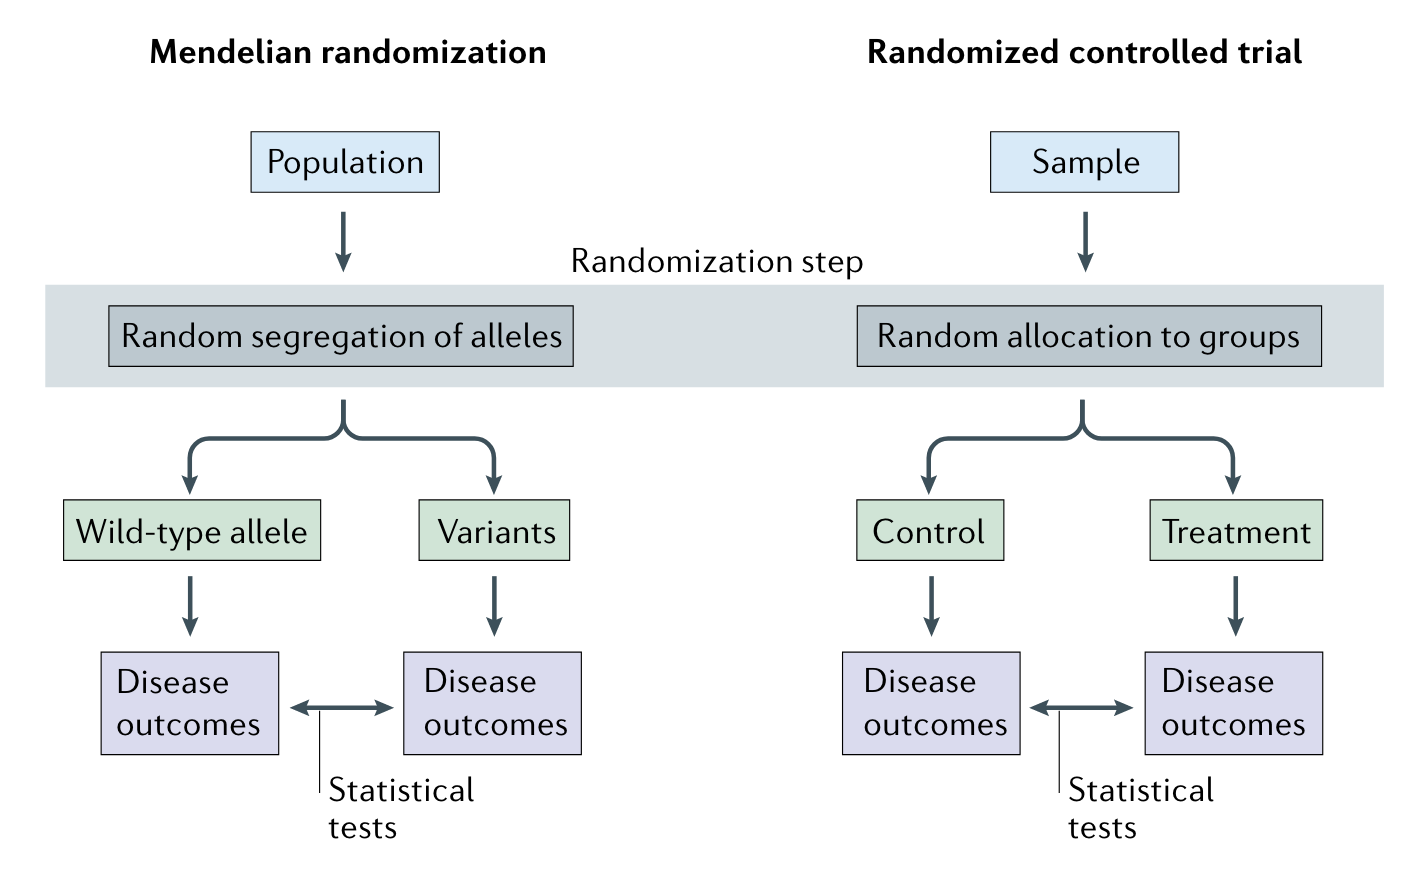 Mendelian randomization
Randomized controlled trial
Population
Sample
Randomization step
Random segregation of alleles
Random allocation to groups
Wild-type allele
Variants
Control
Treatment
Disease
outcomes
Disease
outcomes
Disease
outcomes
Disease
outcomes
Statistical
tests
Statistical
tests